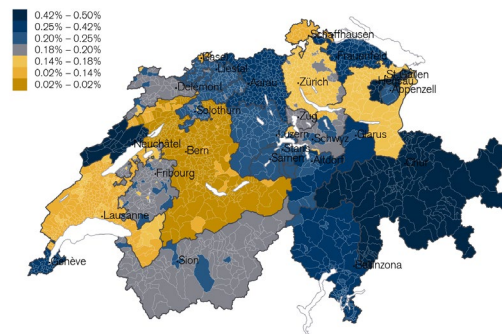 0.42% – 0.50%
0.25% – 0.42%
0.20% – 0.25%
0.18% – 0.20%
0.14% – 0.18%
0.02% – 0.14%
0.02% – 0.02%
Schaffhausen
Basel
Liestal
Frauenfeld
Delémont
Aarau
Zürich
St. Gallen
Appenzell
Solothurn
Zug
Neuchâtel
Bern
Luzern
Schwyz
Glarus
Stans
Sarnen
Altdorf
Fribourg
Lausanne
Sion
Genève
Bellinzona